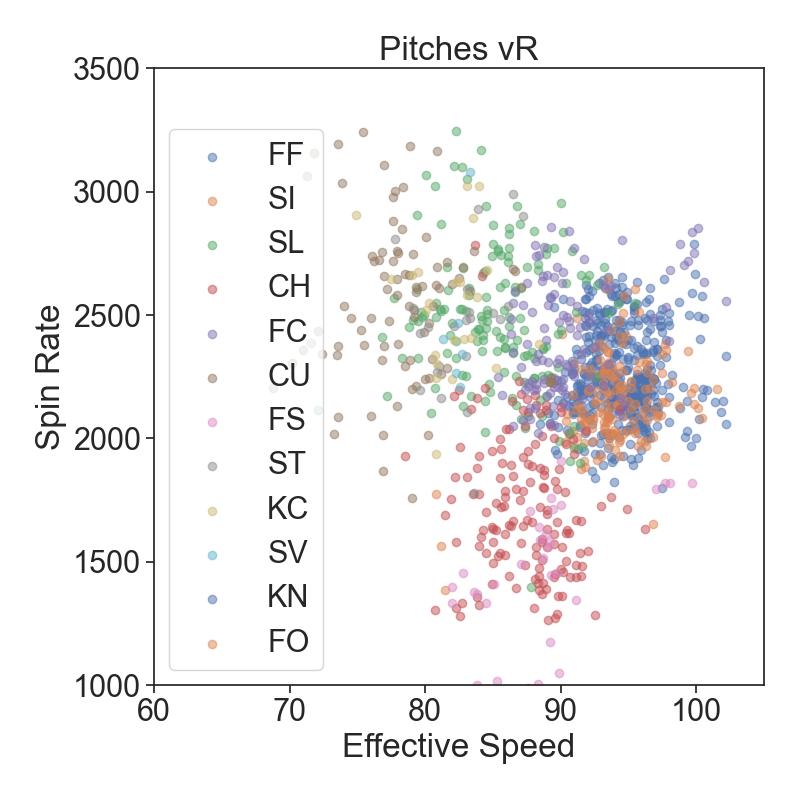 Pitches vR
3500
3000
2500
2000
1500
1000
Spin Rate
FF
SI
SL
CH
FC
CU
FS
ST
KC
SV
KN
FO
60 70 80 90 100
Effective Speed